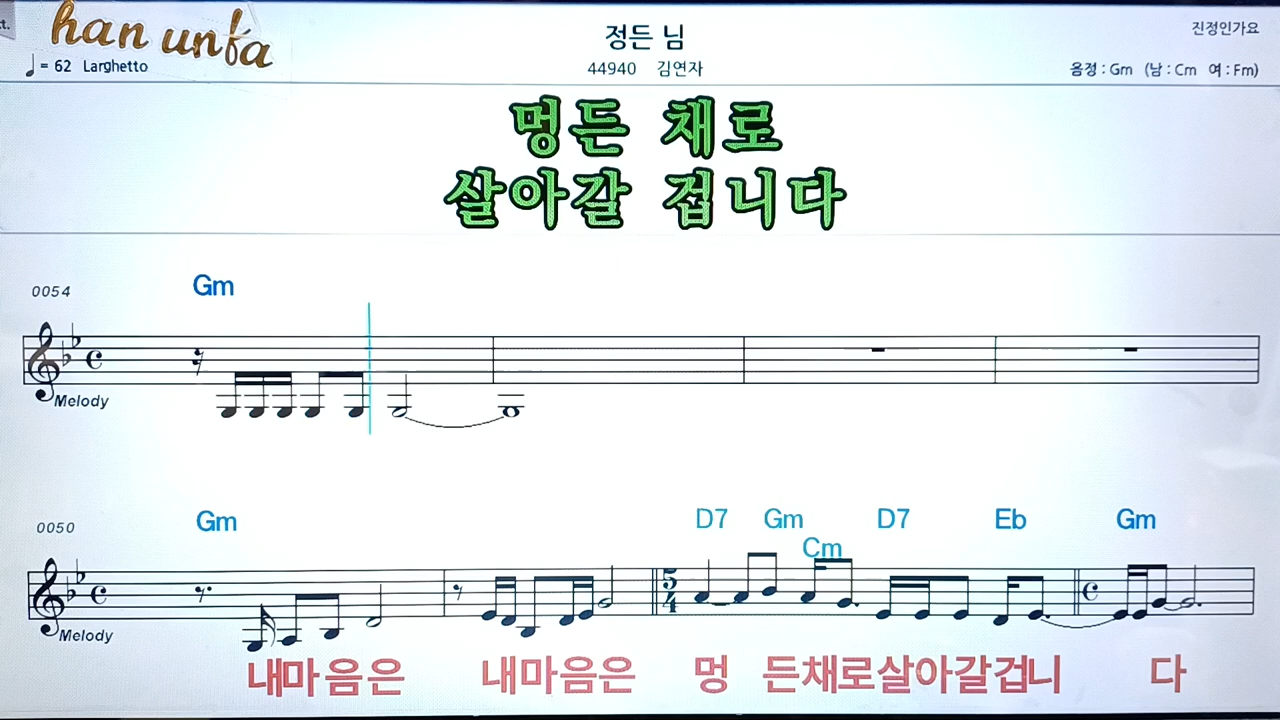 han unfa
정든 님
진정인가요
♩ = 62 Larghetto
44940 김연자
음정 : Gm (남 : Cm 여 : Fm)
멍든 채로
살아갈 겁니다
0054 Gm
Melody
0050 Gm D7 Gm Cm D7 Eb Gm
5/4
Melody
내마음은 내마음은 멍 든채로살아갈겁니 다